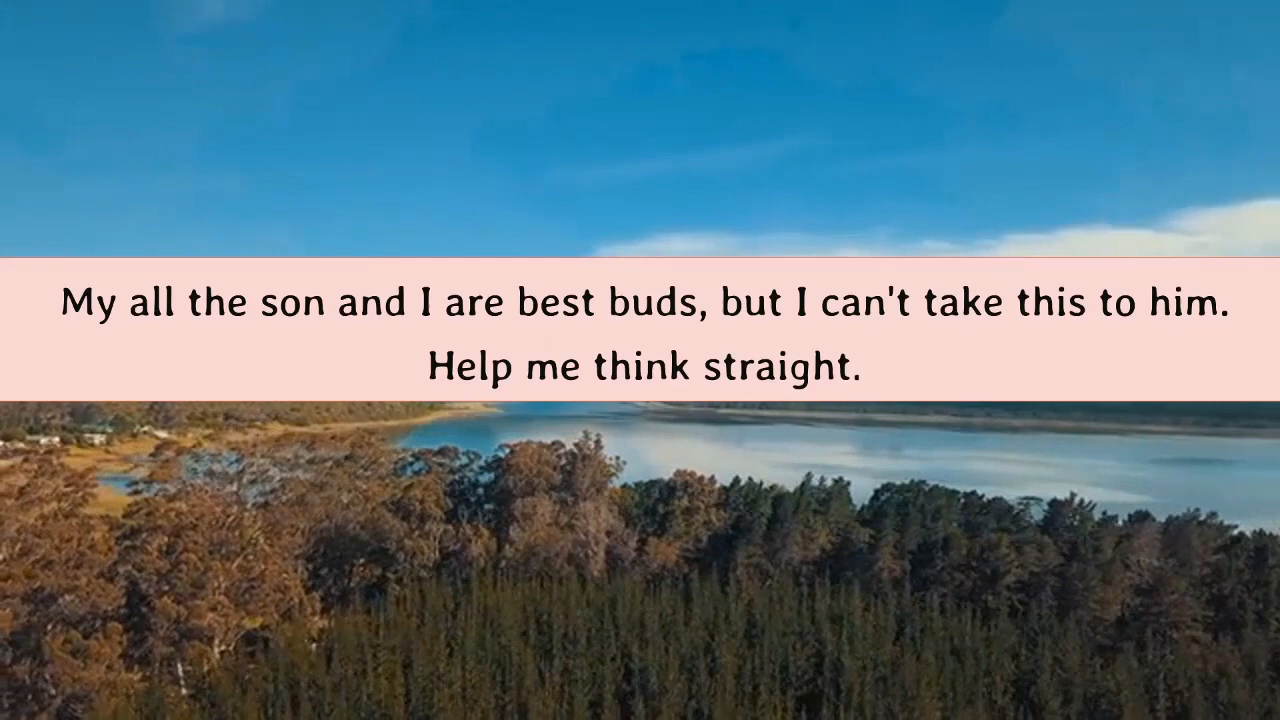 My all the son and I are best buds, but I can't take this to him.
Help me think straight.